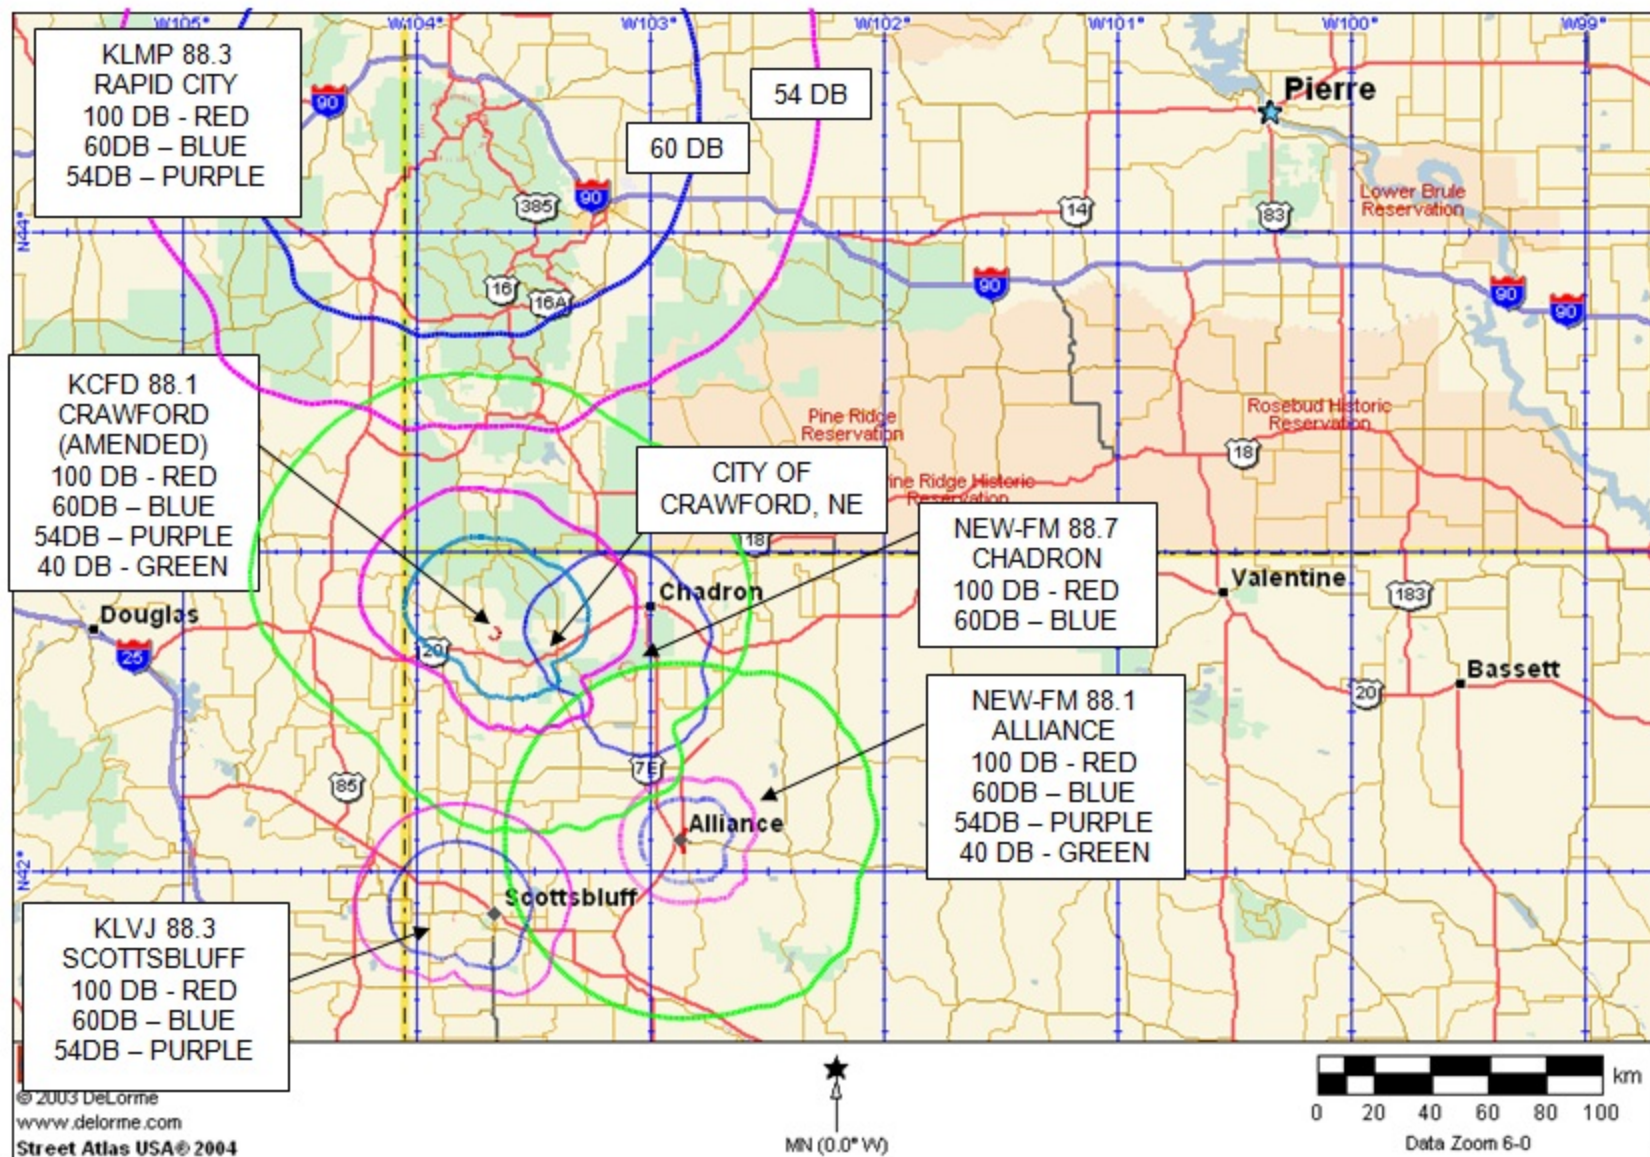 W105°
W104°
W103°
W102°
W101°
W100°
W99°
KLMP 88.3
RAPID CITY
100 DB - RED
60DB – BLUE
54DB – PURPLE
54 DB
60 DB
Pierre
90
90
385
14
83
Lower Brule
Reservation
N44°
16
16A
90
90
90
KCFD 88.1
CRAWFORD
(AMENDED)
100 DB - RED
60DB – BLUE
54DB – PURPLE
40 DB - GREEN
Pine Ridge
Reservation
Rosebud Historic
Reservation
18
CITY OF
CRAWFORD, NE
ine Ridge Historic
Reservation
18
NEW-FM 88.7
CHADRON
100 DB - RED
60DB – BLUE
Chadron
Valentine
183
Douglas
25
20
Bassett
20
NEW-FM 88.1
ALLIANCE
100 DB - RED
60DB – BLUE
54DB – PURPLE
40 DB - GREEN
85
7E
Alliance
N42°
Scottsbluff
KLVJ 88.3
SCOTTSBLUFF
100 DB - RED
60DB – BLUE
54DB – PURPLE
© 2003 DeLorme
www.delorme.com
Street Atlas USA® 2004
MN (0.0° W)
km
0 20 40 60 80 100
Data Zoom 6-0